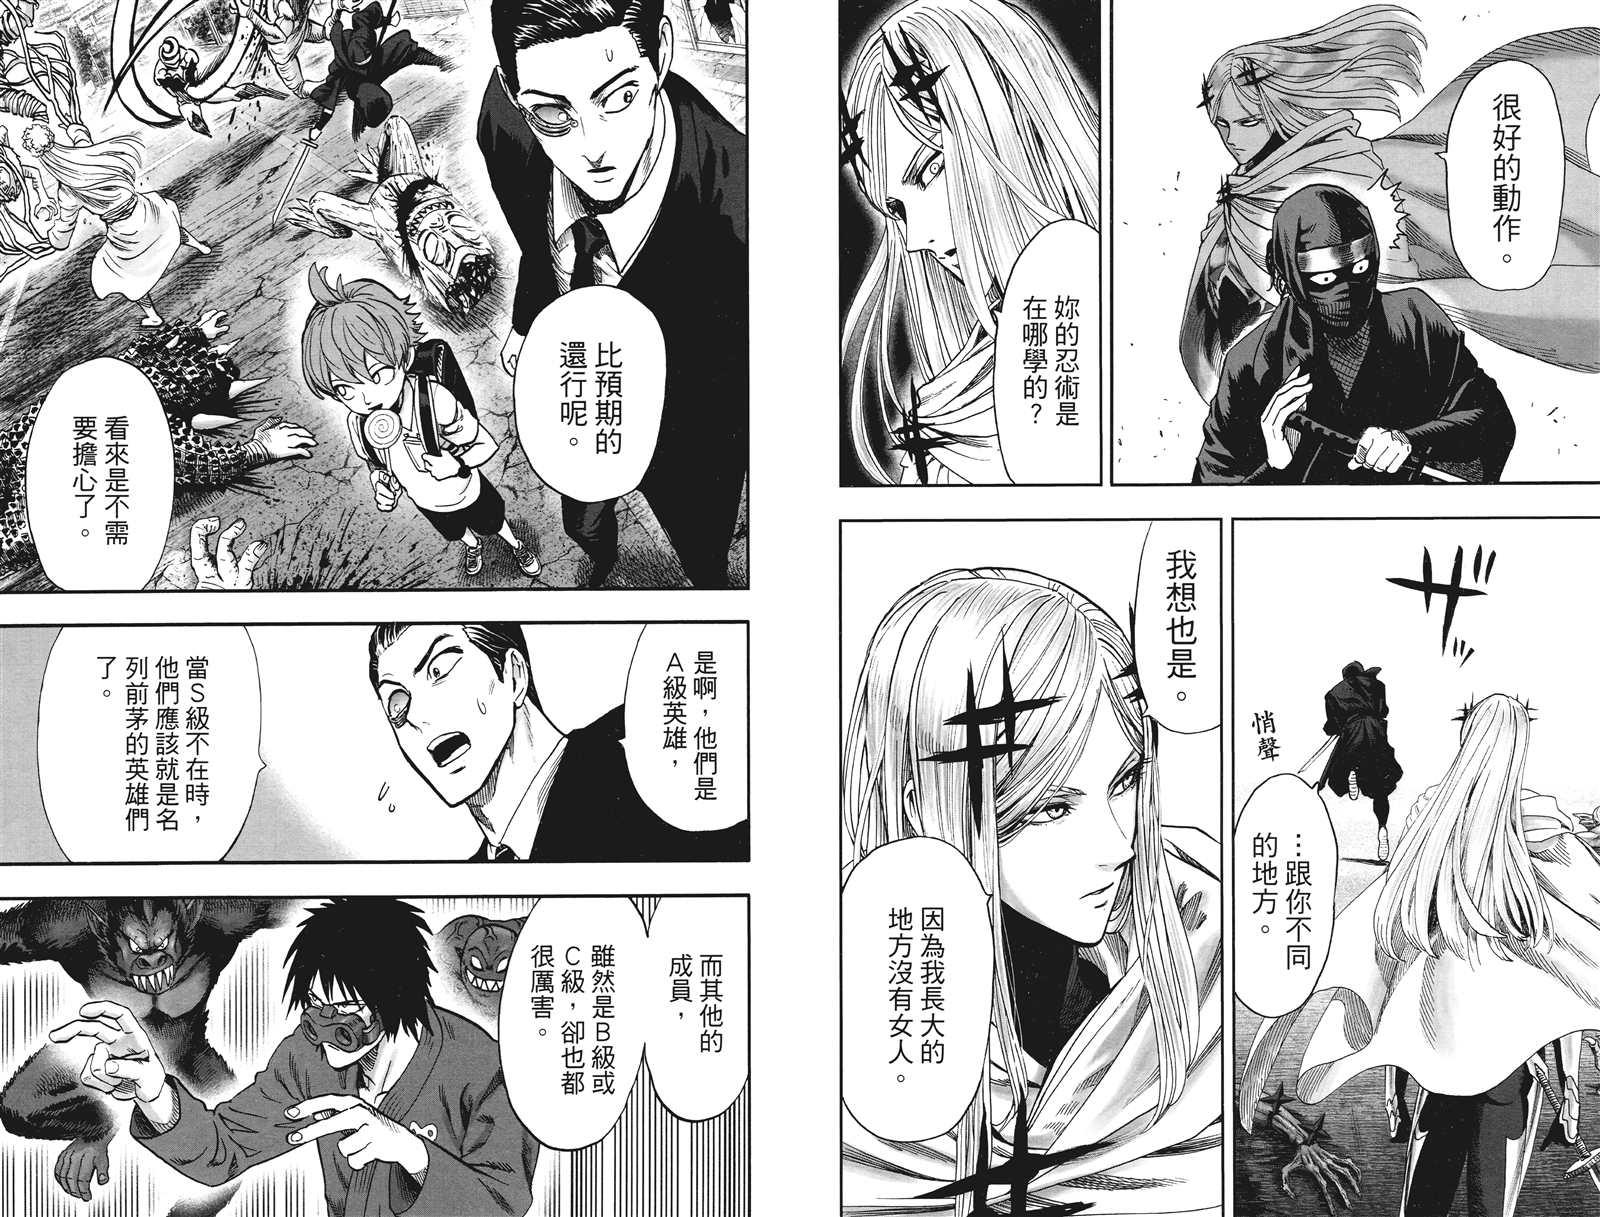 很好的動作。
妳的忍術是
在哪學的？
ザッ
悄聲
…跟你不同
的地方。
我想也是。
因為我長大的
地方沒有女人。
比預期的
還行呢。
看來是不需
要擔心了。
是啊，他們是
A級英雄，
當S級不在時，
他們應該就是名
列前茅的英雄們
了。
而其他的
成員，
雖然是B級或
C級，卻也都
很厲害。